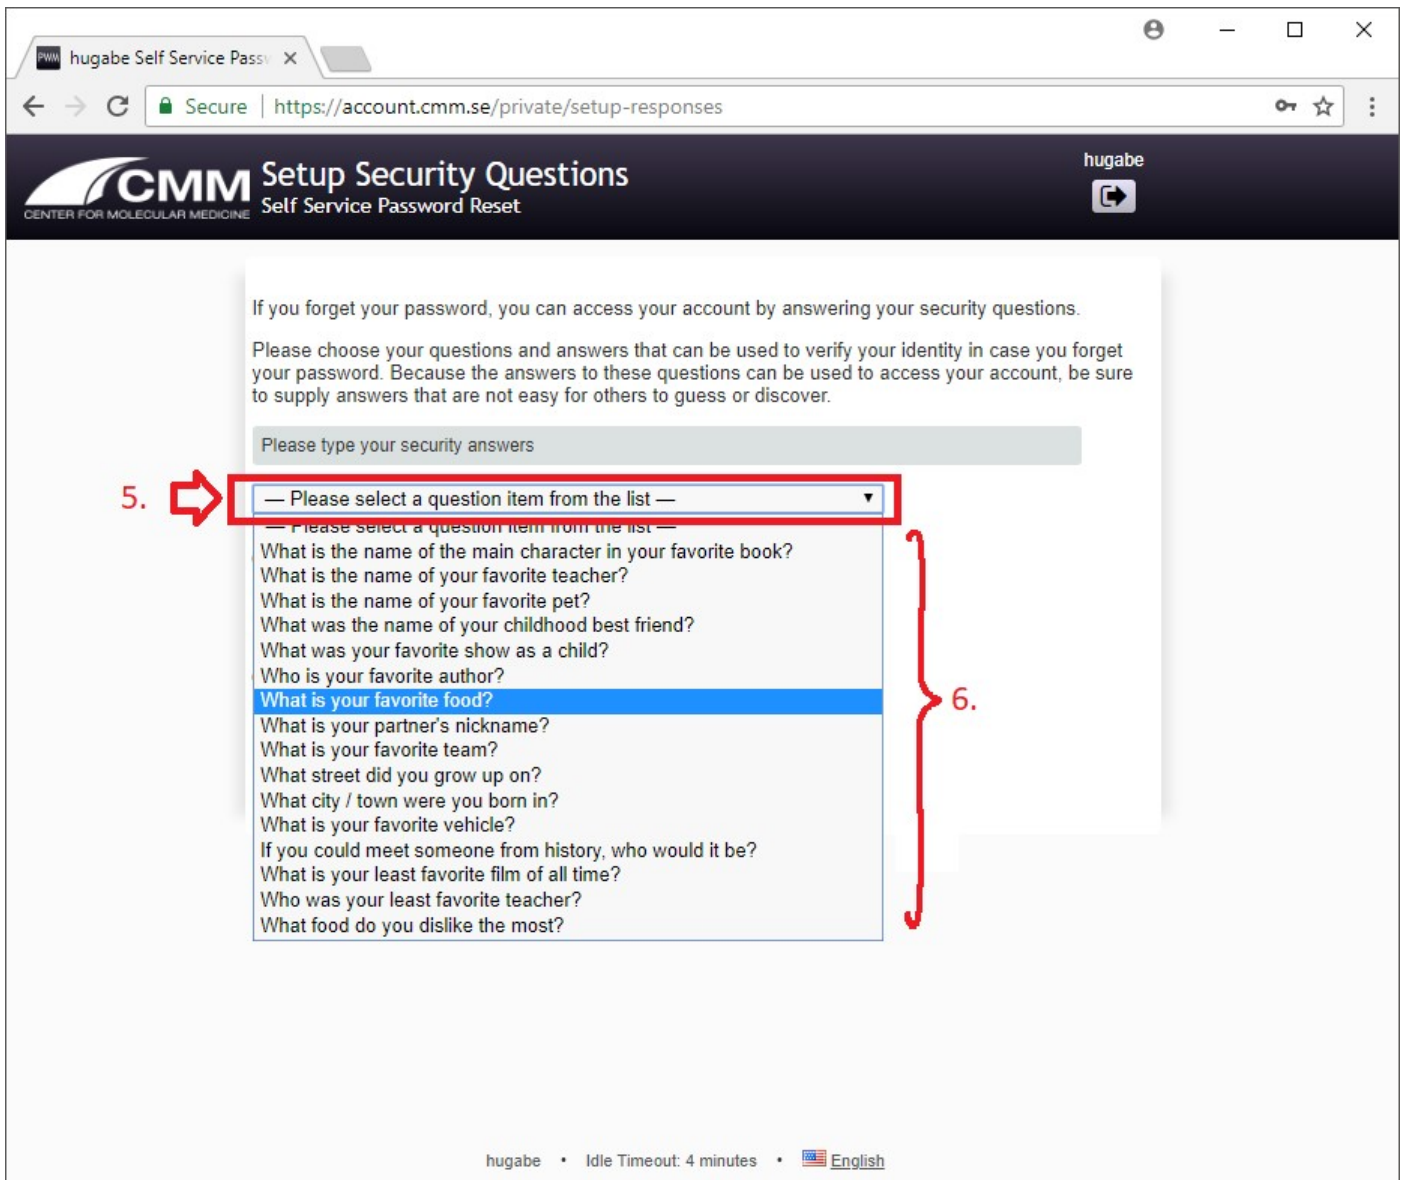 hugabe Self Service Passw
Secure | https://account.cmm.se/private/setup-responses
CMM
CENTER FOR MOLECULAR MEDICINE
Setup Security Questions
Self Service Password Reset
hugabe
If you forget your password, you can access your account by answering your security questions.
Please choose your questions and answers that can be used to verify your identity in case you forget
your password. Because the answers to these questions can be used to access your account, be sure
to supply answers that are not easy for others to guess or discover.
Please type your security answers
5.
— Please select a question item from the list —
— Please select a question item from the list —
What is the name of the main character in your favorite book?
What is the name of your favorite teacher?
What is the name of your favorite pet?
What was the name of your childhood best friend?
What was your favorite show as a child?
Who is your favorite author?
What is your favorite food?
6.
What is your partner's nickname?
What is your favorite team?
What street did you grow up on?
What city / town were you born in?
What is your favorite vehicle?
If you could meet someone from history, who would it be?
What is your least favorite film of all time?
Who was your least favorite teacher?
What food do you dislike the most?
hugabe • Idle Timeout: 4 minutes • English